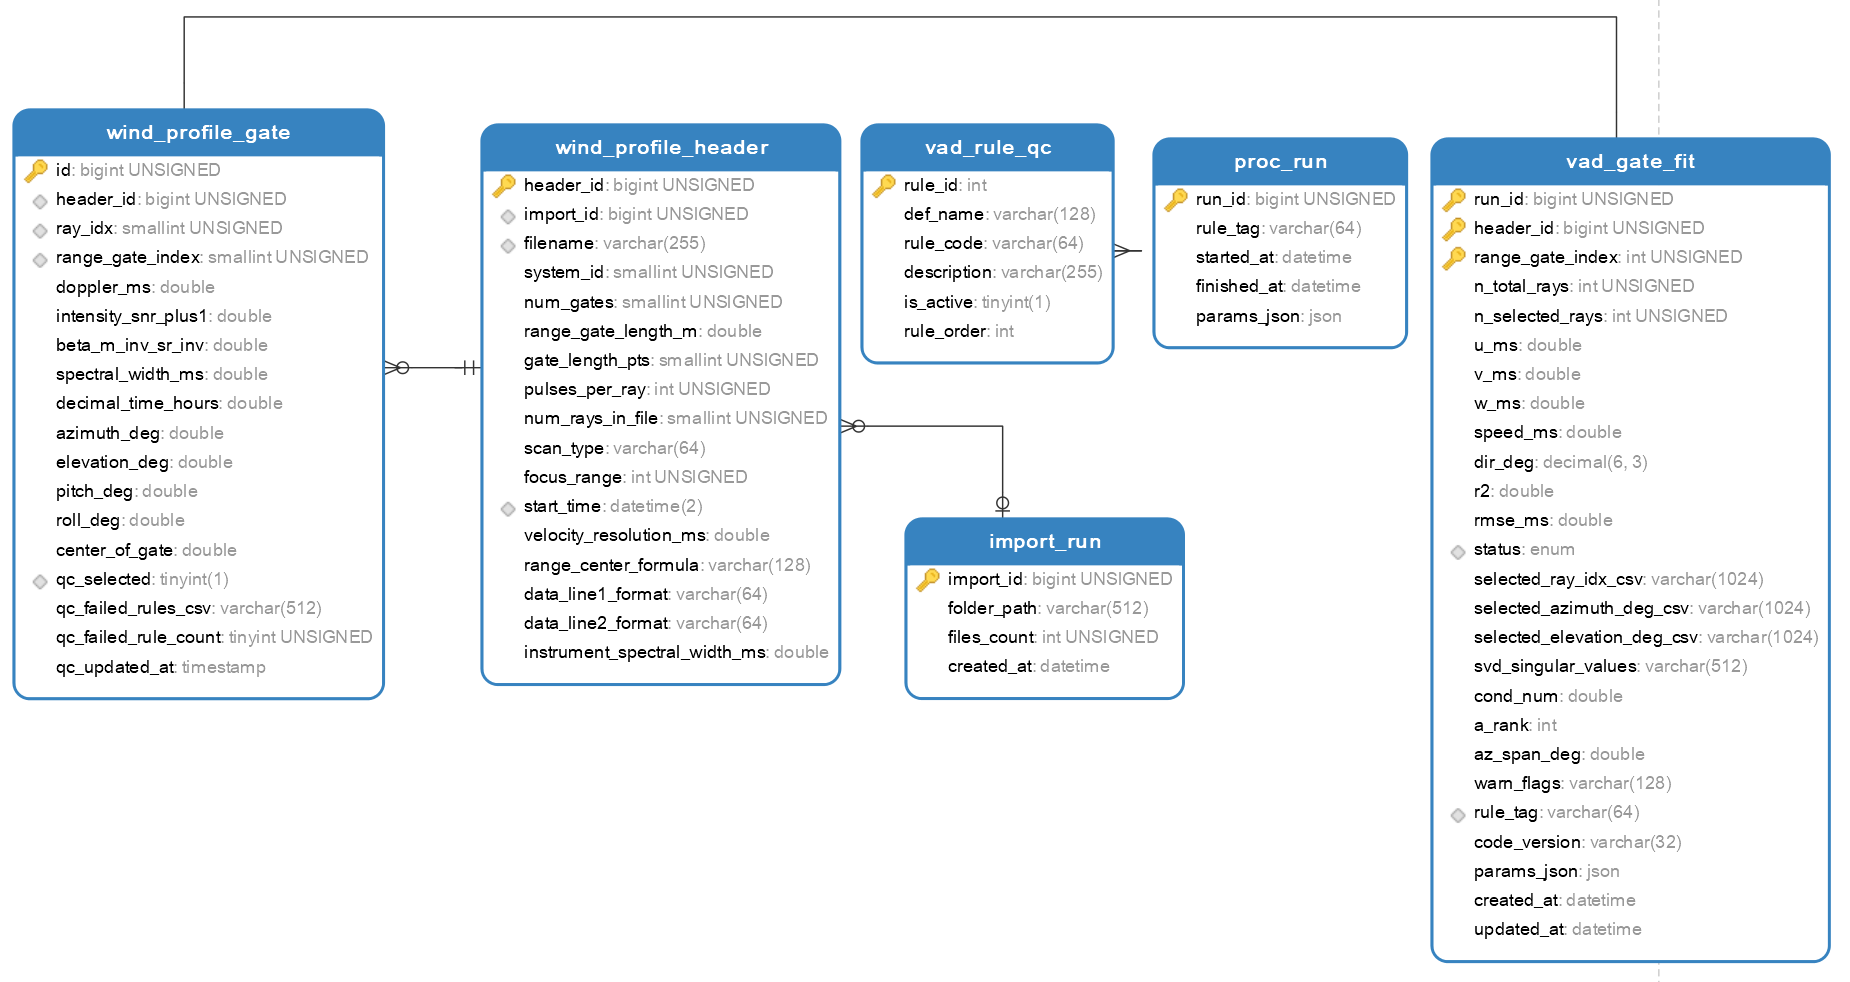 wind_profile_gate
id: bigint UNSIGNED
header_id: bigint UNSIGNED
ray_idx: smallint UNSIGNED
range_gate_index: smallint UNSIGNED
doppler_ms: double
intensity_snr_plus1: double
beta_m_inv_sr_inv: double
spectral_width_ms: double
decimal_time_hours: double
azimuth_deg: double
elevation_deg: double
pitch_deg: double
roll_deg: double
center_of_gate: double
qc_selected: tinyint(1)
qc_failed_rules_csv: varchar(512)
qc_failed_rule_count: tinyint UNSIGNED
qc_updated_at: timestamp
wind_profile_header
header_id: bigint UNSIGNED
import_id: bigint UNSIGNED
filename: varchar(255)
system_id: smallint UNSIGNED
num_gates: smallint UNSIGNED
range_gate_length_m: double
gate_length_pts: smallint UNSIGNED
pulses_per_ray: int UNSIGNED
num_rays_in_file: smallint UNSIGNED
scan_type: varchar(64)
focus_range: int UNSIGNED
start_time: datetime(2)
velocity_resolution_ms: double
range_center_formula: varchar(128)
data_line1_format: varchar(64)
data_line2_format: varchar(64)
instrument_spectral_width_ms: double
vad_rule_qc
rule_id: int
def_name: varchar(128)
rule_code: varchar(64)
description: varchar(255)
is_active: tinyint(1)
rule_order: int
import_run
import_id: bigint UNSIGNED
folder_path: varchar(512)
files_count: int UNSIGNED
created_at: datetime
proc_run
run_id: bigint UNSIGNED
rule_tag: varchar(64)
started_at: datetime
finished_at: datetime
params_json: json
vad_gate_fit
run_id: bigint UNSIGNED
header_id: bigint UNSIGNED
range_gate_index: int UNSIGNED
n_total_rays: int UNSIGNED
n_selected_rays: int UNSIGNED
u_ms: double
v_ms: double
w_ms: double
speed_ms: double
dir_deg: decimal(6, 3)
r2: double
rmse_ms: double
status: enum
selected_ray_idx_csv: varchar(1024)
selected_azimuth_deg_csv: varchar(1024)
selected_elevation_deg_csv: varchar(1024)
svd_singular_values: varchar(512)
cond_num: double
a_rank: int
az_span_deg: double
warn_flags: varchar(128)
rule_tag: varchar(64)
code_version: varchar(32)
params_json: json
created_at: datetime
updated_at: datetime